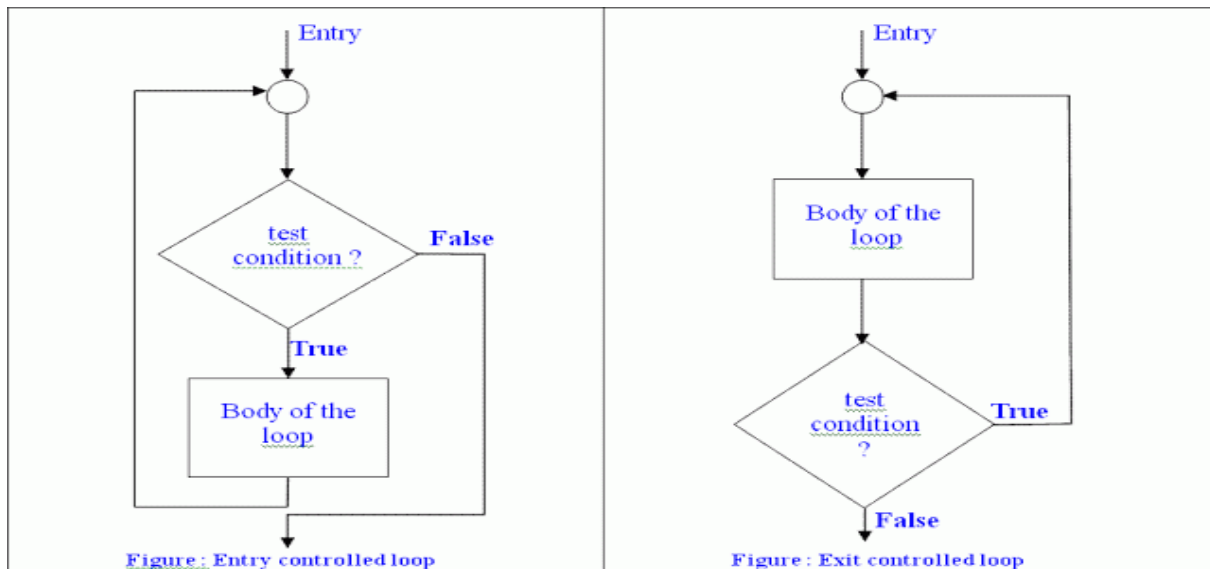 Entry
test
condition ?
False
True
Body of the
loop
Figure : Entry controlled loop
Entry
Body of the
loop
test
condition
?
True
False
Figure : Exit controlled loop